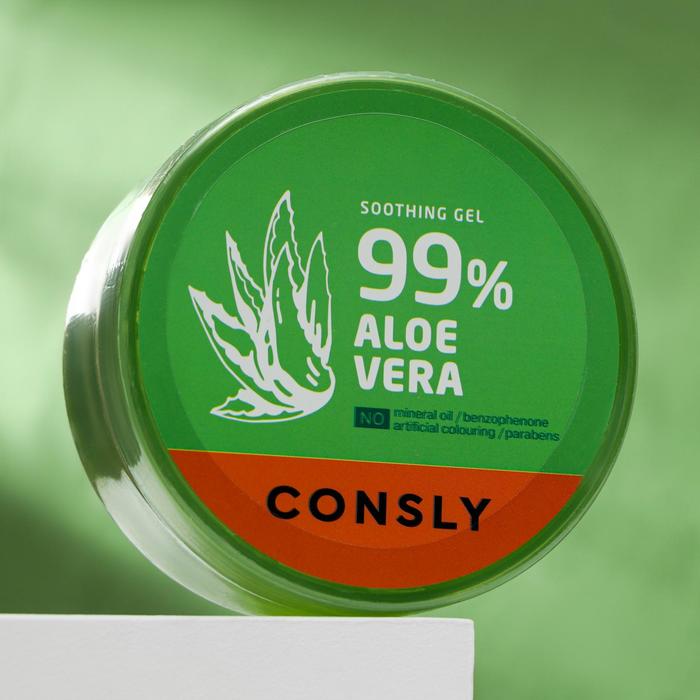 SOOTHING GEL
99%
ALOE
VERA
NO mineral oil / benzophenone
artificial colouring / parabens
CONSLY